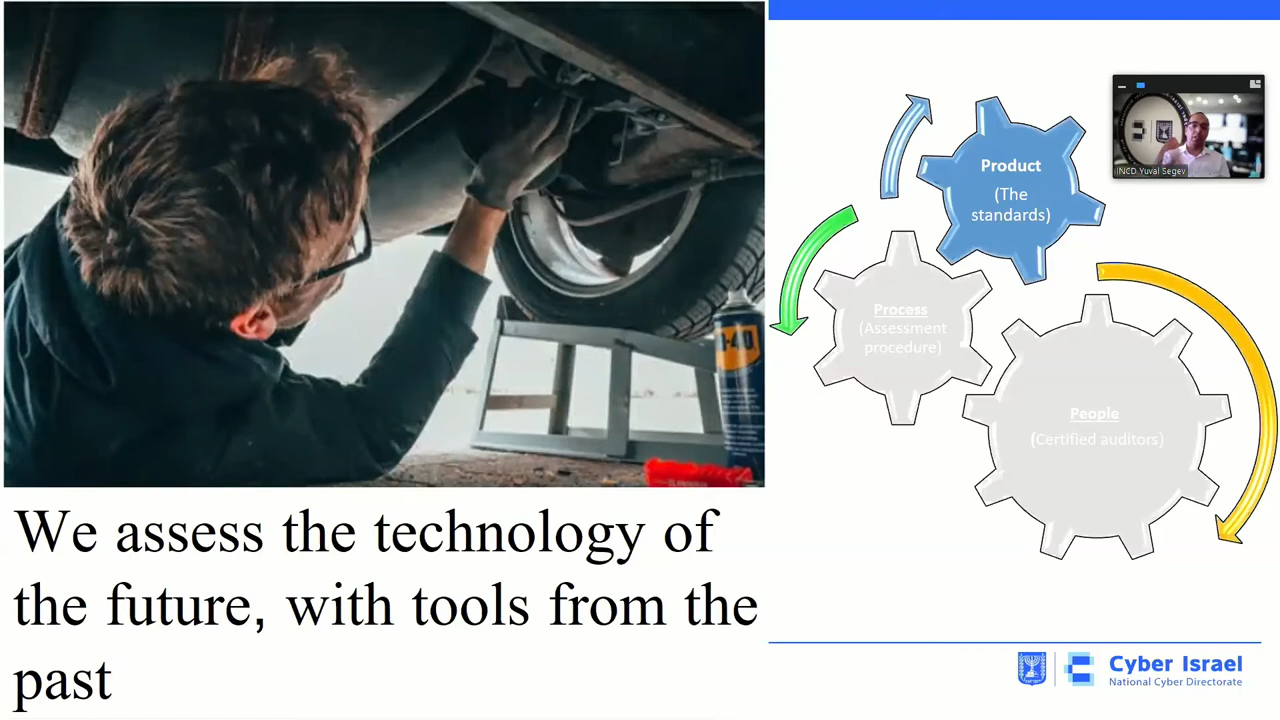 We assess the technology of
the future, with tools from the
past
Product
(The
standards)
Process
(Assessment
procedure)
People
(Certified auditors)
INCD Yuval Segev
Cyber Israel
National Cyber Directorate